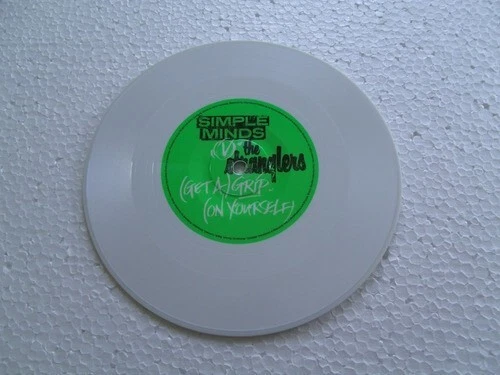 SIMPLE
MINDS
(V)
the
stranglers
(GET A) GRIP
(ON YOURSELF)